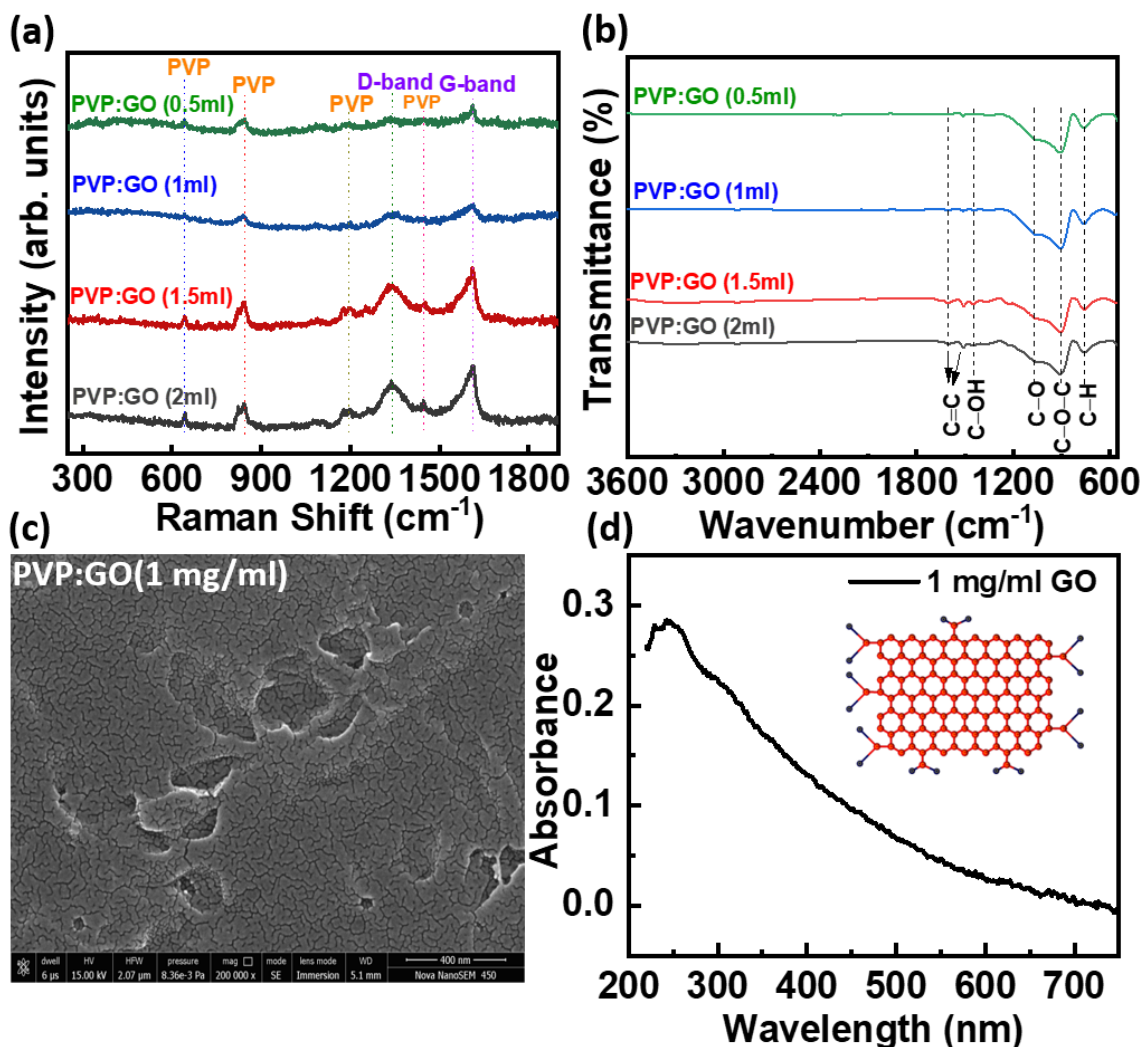 (a)
PVP
PVP
D-band
G-band
PVP
PVP
PVP:GO (0.5ml)
PVP:GO (1ml)
PVP:GO (1.5ml)
PVP:GO (2ml)
Intensity (arb. units)
300 600 900 1200 1500 1800
Raman Shift (cm-1)
(b)
PVP:GO (0.5ml)
PVP:GO (1ml)
PVP:GO (1.5ml)
PVP:GO (2ml)
Transmittance (%)
C=C
C−OH
C−O
C−O−C
C−H
3600 3000 2400 1800 1200 600
Wavenumber (cm-1)
(c)
PVP:GO(1 mg/ml)
dwell HV HFW pressure mag □ mode lens mode WD 400 nm
6 µs 15.00 kV 2.07 µm 8.36e-3 Pa 200 000 x SE Immersion 5.1 mm Nova NanoSEM 450
(d)
1 mg/ml GO
0.3
0.2
0.1
0.0
Absorbance
200 300 400 500 600 700
Wavelength (nm)